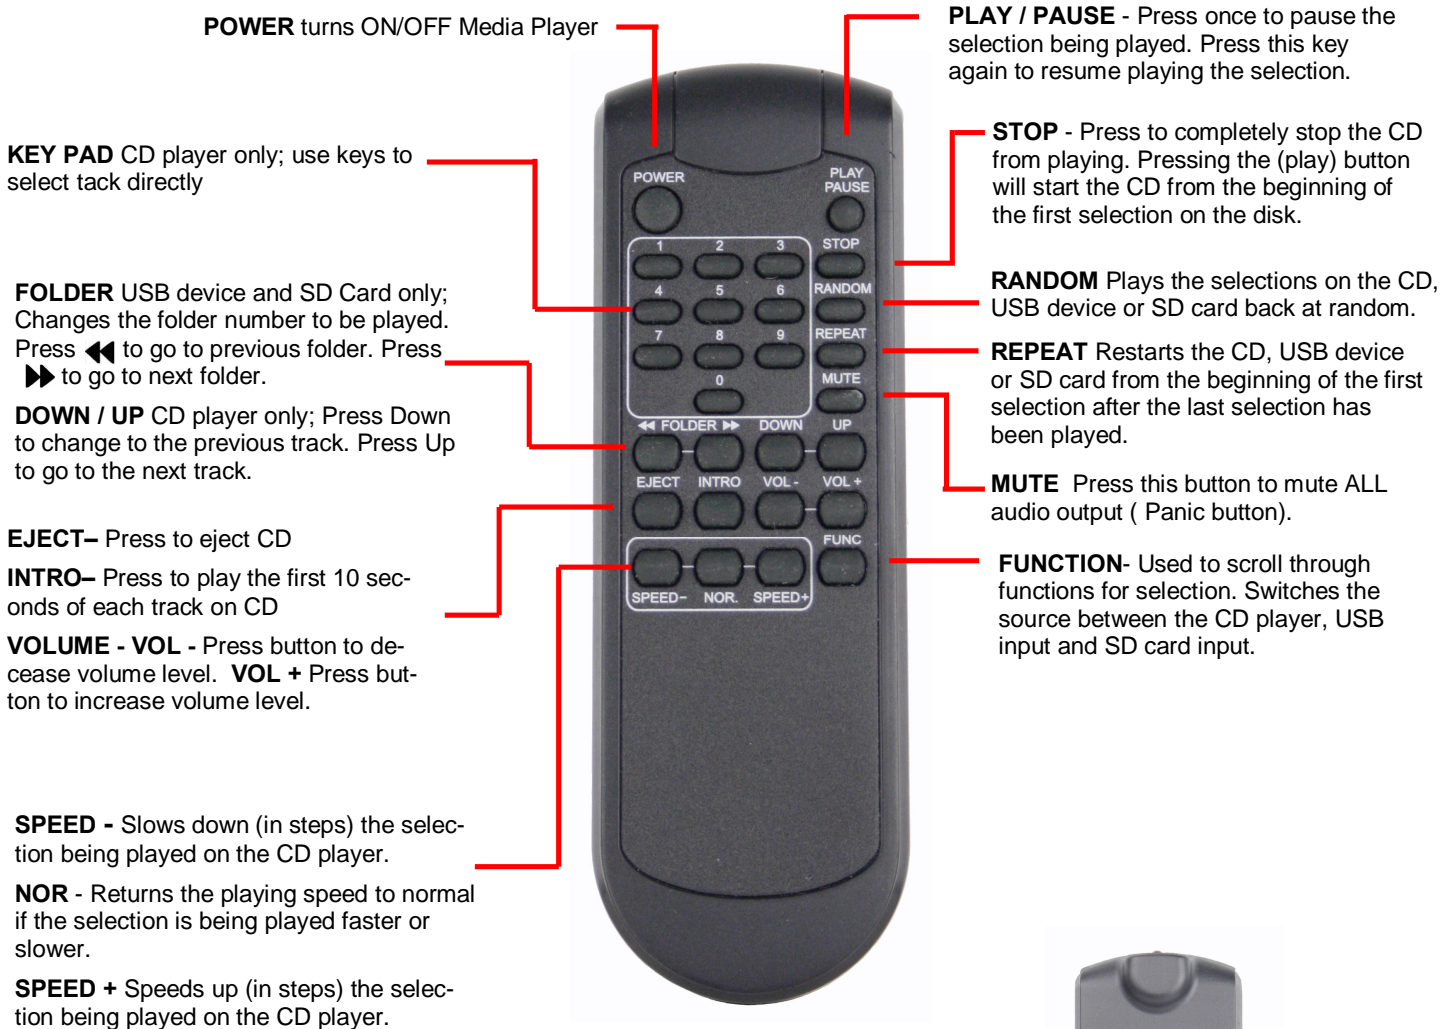 POWER turns ON/OFF Media Player
PLAY / PAUSE - Press once to pause the
selection being played. Press this key
again to resume playing the selection.
KEY PAD CD player only; use keys to
select tack directly
STOP - Press to completely stop the CD
from playing. Pressing the (play) button
will start the CD from the beginning of
the first selection on the disk.
FOLDER USB device and SD Card only;
Changes the folder number to be played.
Press ◀◀ to go to previous folder. Press
▶▶ to go to next folder.
RANDOM Plays the selections on the CD,
USB device or SD card back at random.
DOWN / UP CD player only; Press Down
to change to the previous track. Press Up
to go to the next track.
REPEAT Restarts the CD, USB device
or SD card from the beginning of the first
selection after the last selection has
been played.
EJECT– Press to eject CD
INTRO– Press to play the first 10 sec-
onds of each track on CD
MUTE Press this button to mute ALL
audio output ( Panic button).
VOLUME - VOL - Press button to de-
cease volume level. VOL + Press but-
ton to increase volume level.
FUNCTION- Used to scroll through
functions for selection. Switches the
source between the CD player, USB
input and SD card input.
SPEED - Slows down (in steps) the selec-
tion being played on the CD player.
NOR - Returns the playing speed to normal
if the selection is being played faster or
slower.
SPEED + Speeds up (in steps) the selec-
tion being played on the CD player.
POWER
PLAY
PAUSE
1 2 3 STOP
4 5 6 RANDOM
7 8 9 REPEAT
0 MUTE
◀◀ FOLDER ▶▶ DOWN UP
EJECT INTRO VOL - VOL +
FUNC
SPEED− NOR. SPEED+